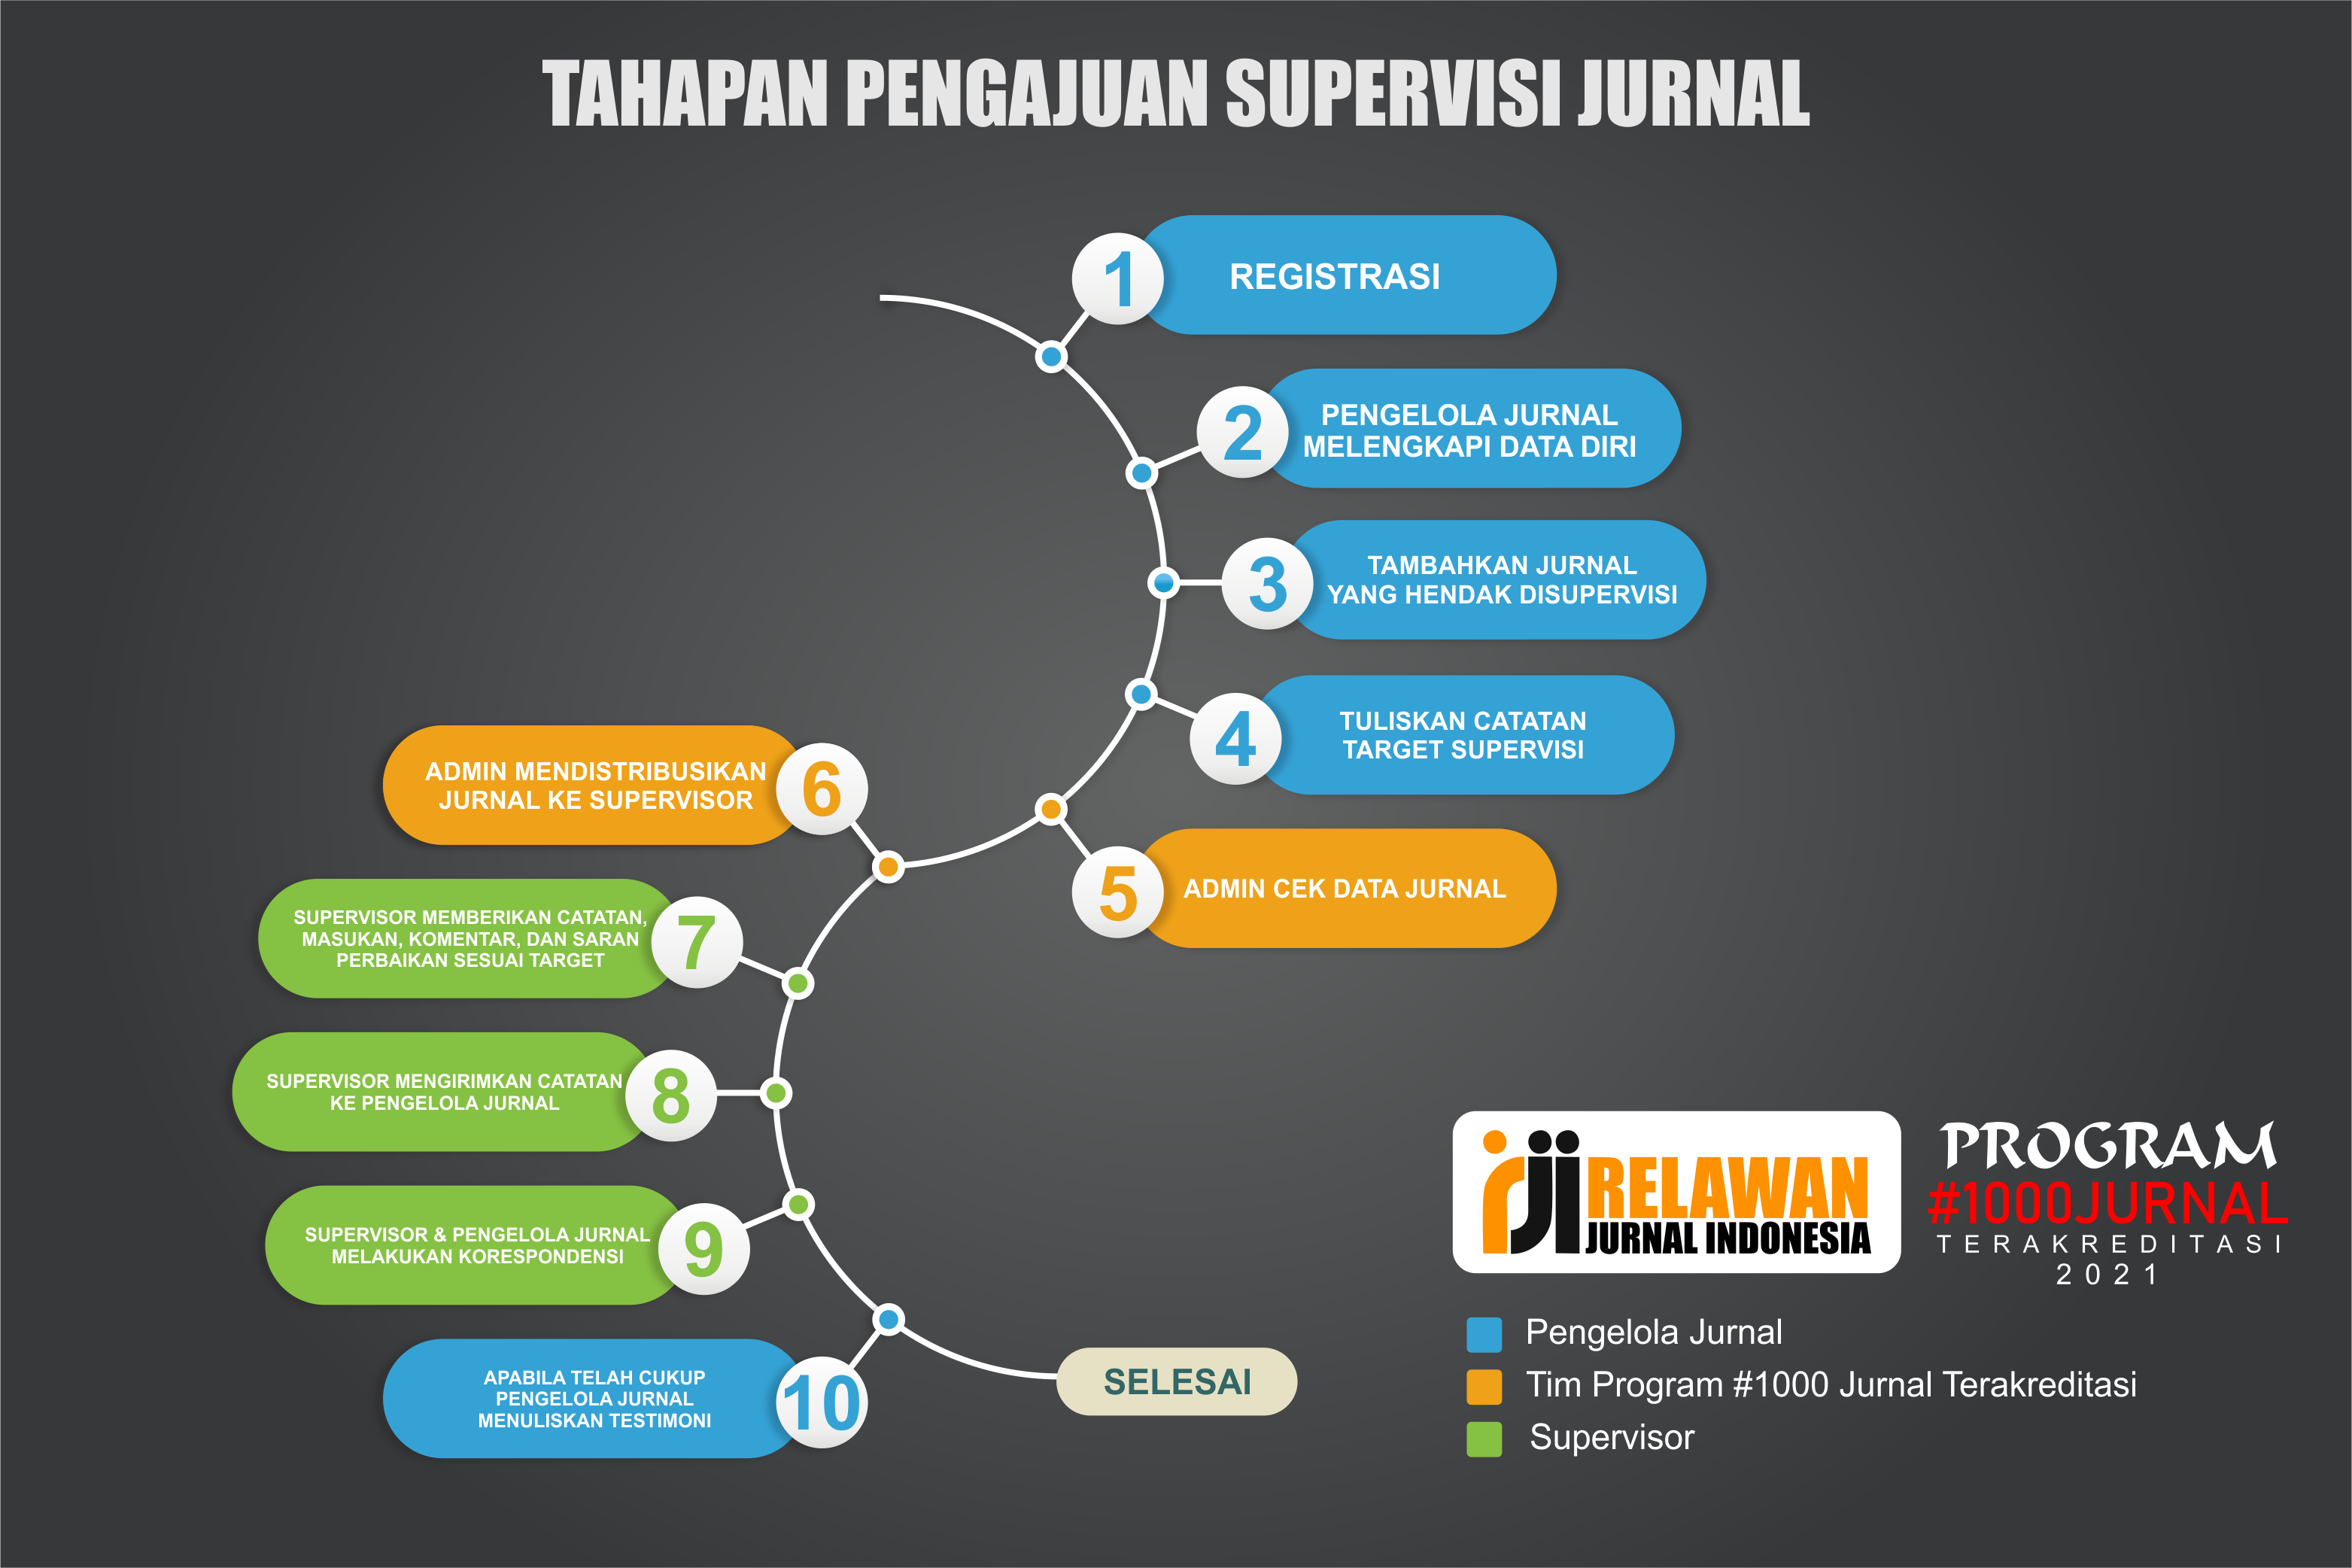 TAHAPAN PENGAJUAN SUPERVISI JURNAL
1
REGISTRASI
2
PENGELOLA JURNAL
MELENGKAPI DATA DIRI
3
TAMBAHKAN JURNAL
YANG HENDAK DISUPERVISI
4
TULISKAN CATATAN
TARGET SUPERVISI
5
ADMIN CEK DATA JURNAL
6
ADMIN MENDISTRIBUSIKAN
JURNAL KE SUPERVISOR
7
SUPERVISOR MEMBERIKAN CATATAN,
MASUKAN, KOMENTAR, DAN SARAN
PERBAIKAN SESUAI TARGET
8
SUPERVISOR MENGIRIMKAN CATATAN
KE PENGELOLA JURNAL
9
SUPERVISOR & PENGELOLA JURNAL
MELAKUKAN KORESPONDENSI
10
APABILA TELAH CUKUP
PENGELOLA JURNAL
MENULISKAN TESTIMONI
SELESAI
rji
RELAWAN
JURNAL INDONESIA
PROGRAM
#1000JURNAL
TERAKREDITASI
2021
Pengelola Jurnal
Tim Program #1000 Jurnal Terakreditasi
Supervisor